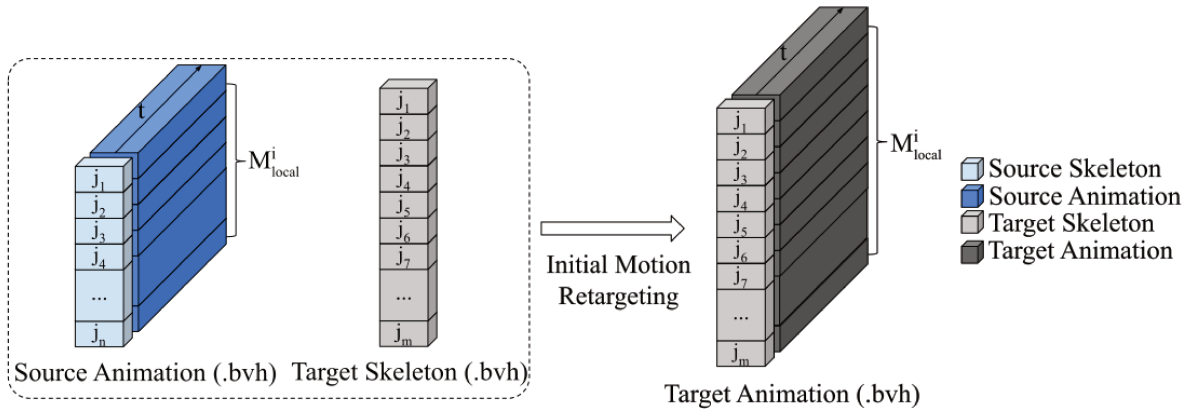 t
j1
j2
j3
j4
...
jn
M^i_local
Source Animation (.bvh)
j1
j2
j3
j4
j5
j6
j7
...
jm
Target Skeleton (.bvh)
Initial Motion
Retargeting
t
j1
j2
j3
j4
j5
j6
j7
...
jm
M^i_local
Target Animation (.bvh)
Source Skeleton
Source Animation
Target Skeleton
Target Animation